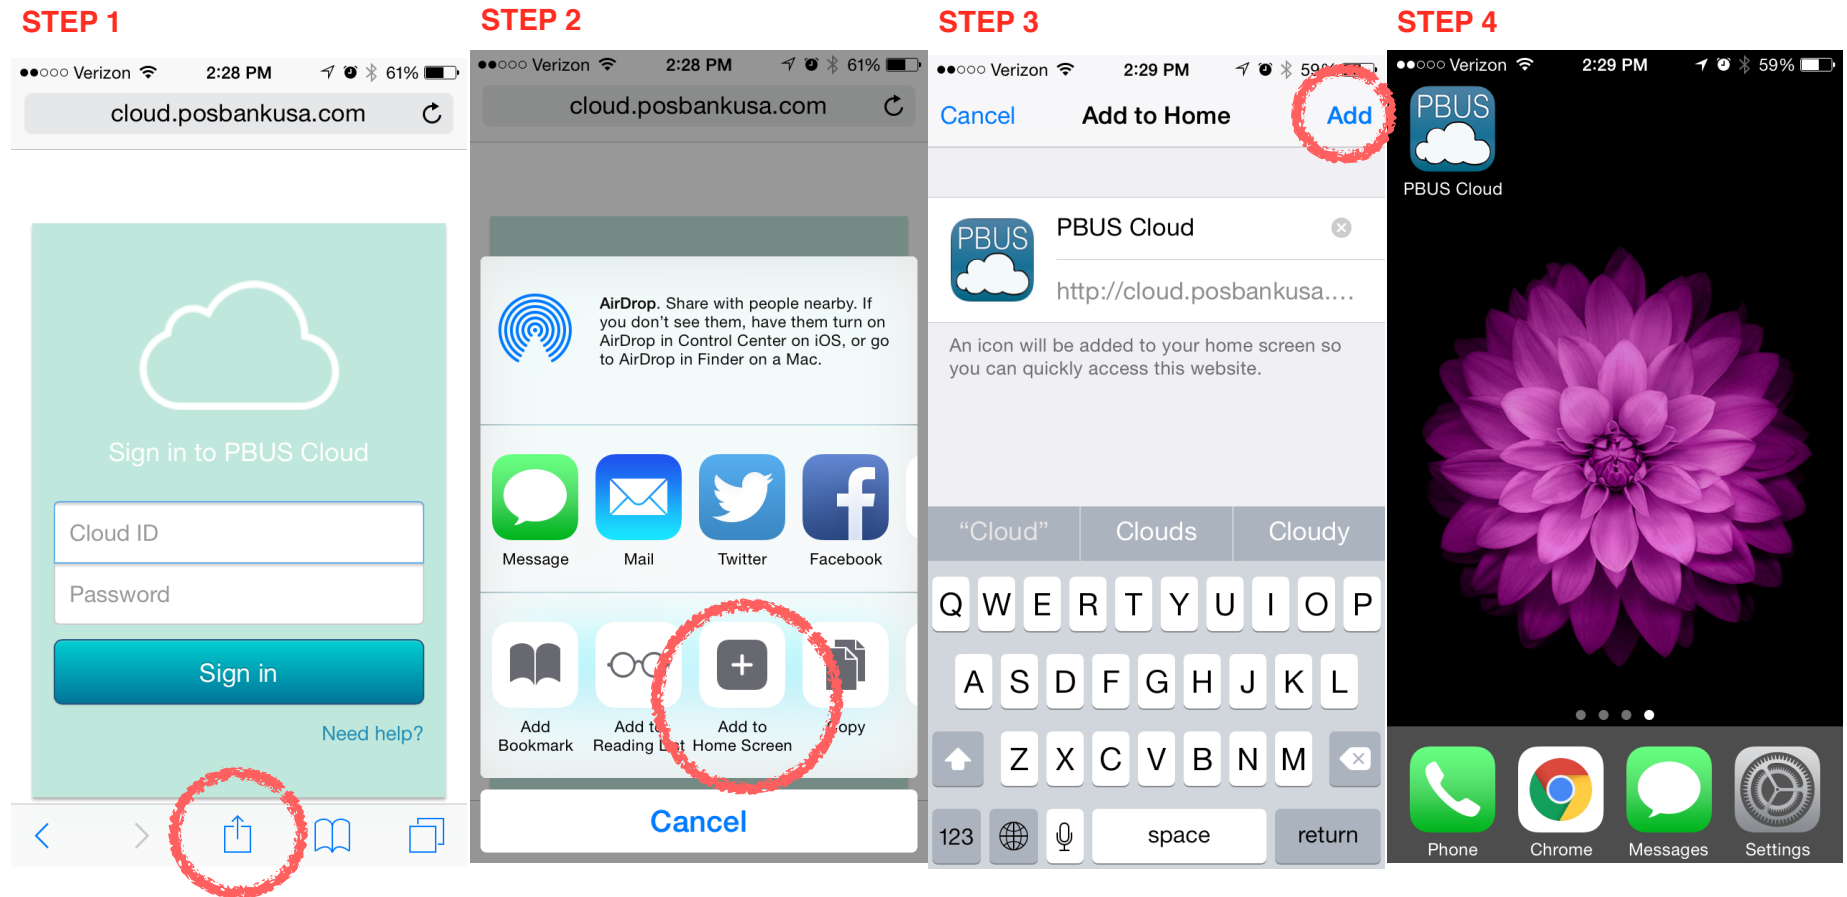 STEP 1
Verizon 2:28 PM 61%
cloud.posbankusa.com
Sign in to PBUS Cloud
Cloud ID
Password
Sign in
Need help?
STEP 2
Verizon 2:28 PM 61%
cloud.posbankusa.com
AirDrop. Share with people nearby. If
you don't see them, have them turn on
AirDrop in Control Center on iOS, or go
to AirDrop in Finder on a Mac.
Message Mail Twitter Facebook
Add Add to Add to Copy
Bookmark Reading List Home Screen
Cancel
STEP 3
Verizon 2:29 PM 59%
Cancel Add to Home Add
PBUS PBUS Cloud
http://cloud.posbankusa....
An icon will be added to your home screen so
you can quickly access this website.
“Cloud” Clouds Cloudy
Q W E R T Y U I O P
A S D F G H J K L
Z X C V B N M
123 space return
STEP 4
Verizon 2:29 PM 59%
PBUS
PBUS Cloud
Phone Chrome Messages Settings